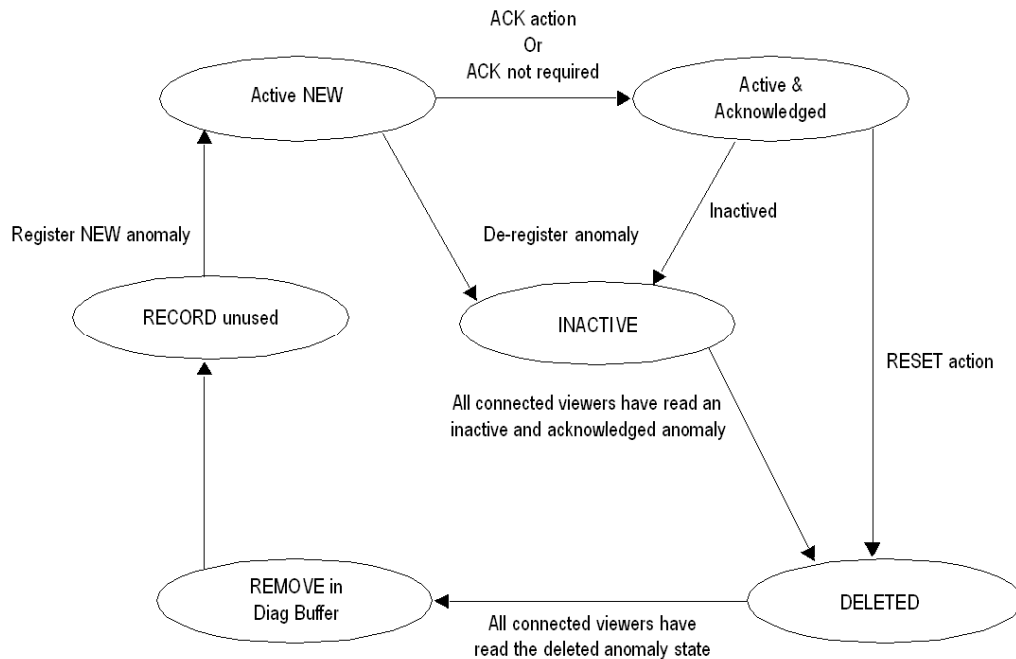 ACK action
Or
ACK not required
Active NEW
Active &
Acknowledged
Register NEW anomaly
De-register anomaly
Inactived
RECORD unused
INACTIVE
RESET action
All connected viewers have read an
inactive and acknowledged anomaly
REMOVE in
Diag Buffer
DELETED
All connected viewers have
read the deleted anomaly state